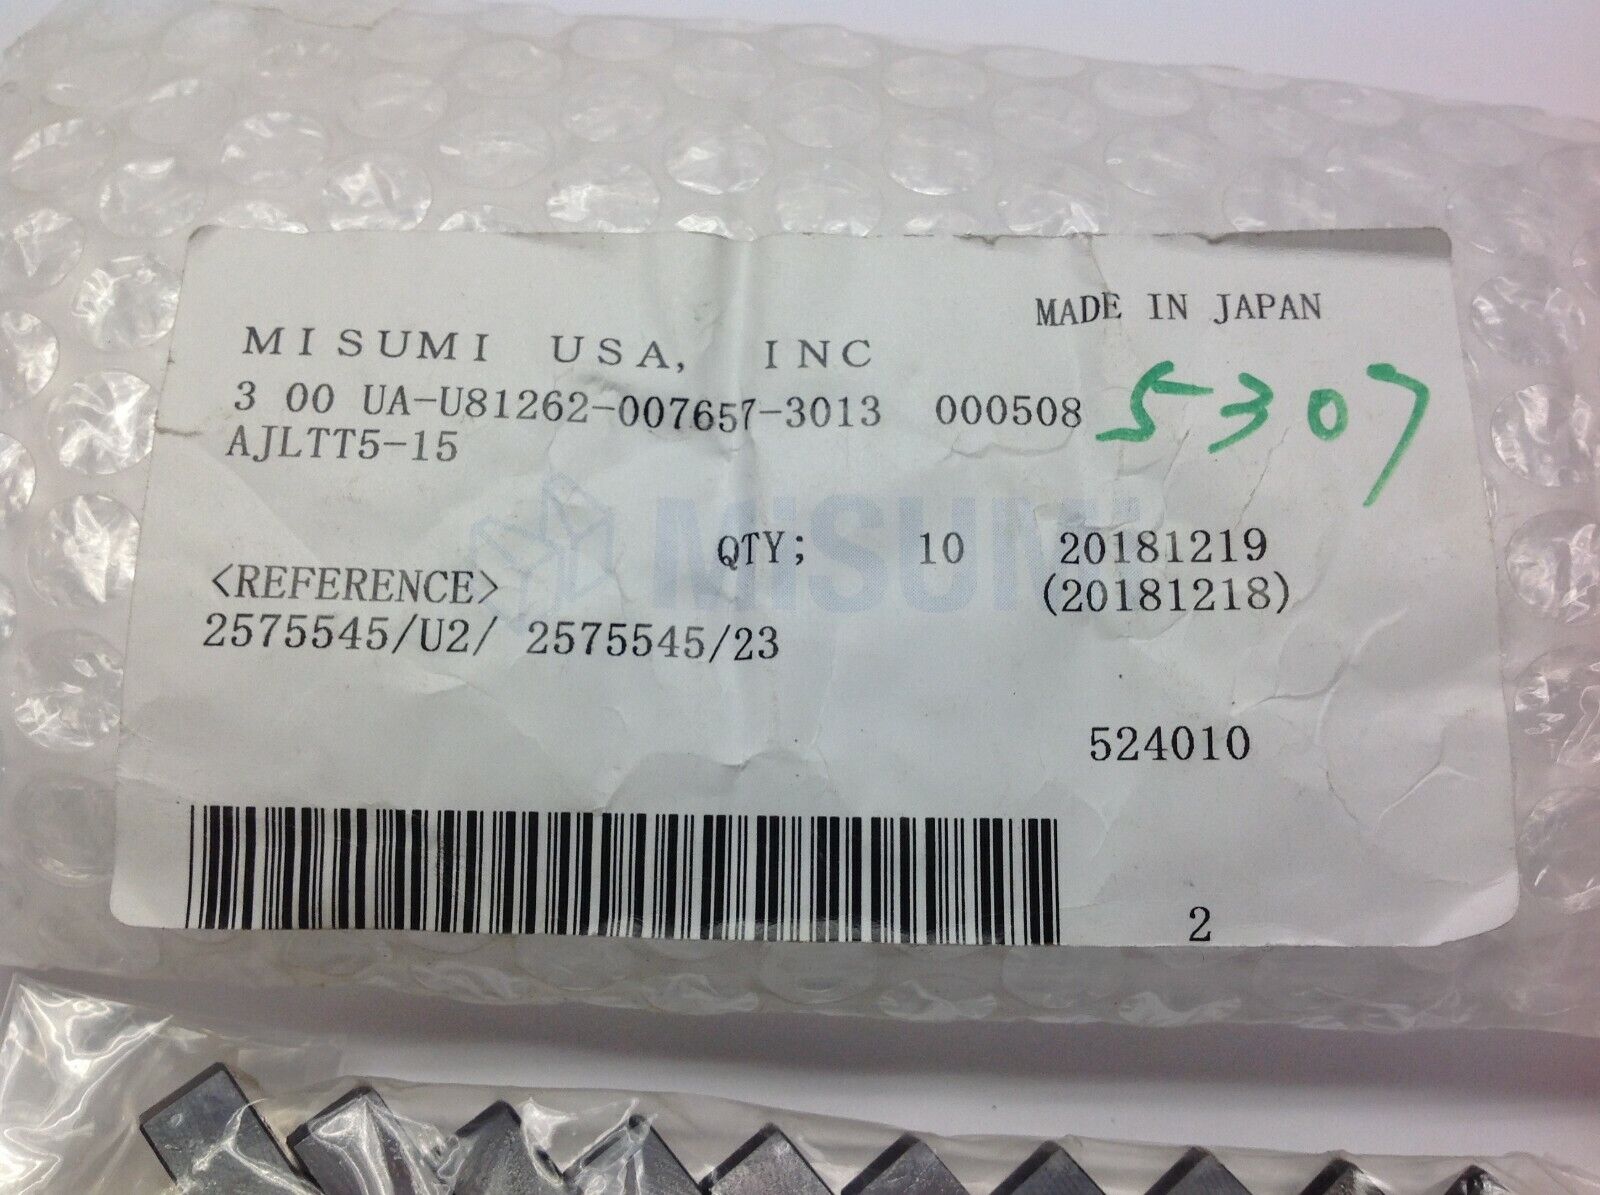 MADE IN JAPAN
MISUMI USA, INC
3 00 UA-U81262-007657-3013 000508 5307
AJLTT5-15
MISUMI
QTY; 10 20181219
<REFERENCE> (20181218)
2575545/U2/ 2575545/23
524010
2